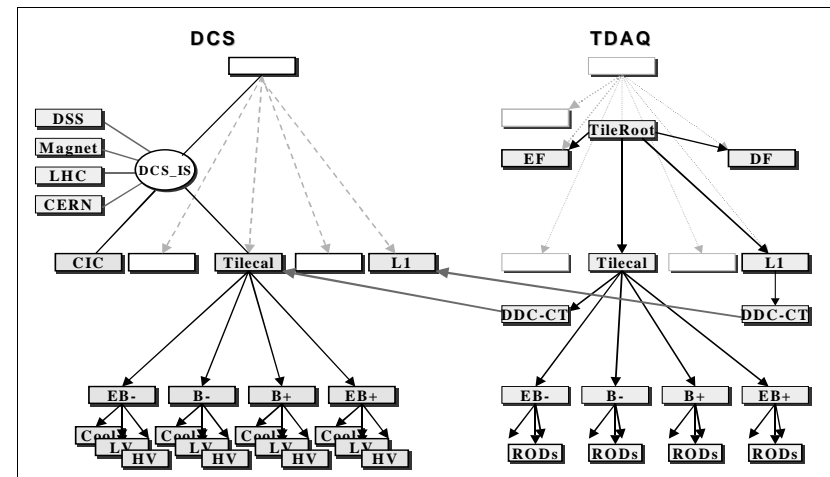 DCS
TDAQ
DSS
Magnet
LHC
CERN
DCS_IS
TileRoot
EF
DF
CIC
Tilecal
L1
Tilecal
L1
DDC-CT
DDC-CT
EB-
B-
B+
EB+
EB-
B-
B+
EB+
Cool
LV
HV
Cool
LV
HV
Cool
LV
HV
Cool
LV
HV
RODs
RODs
RODs
RODs